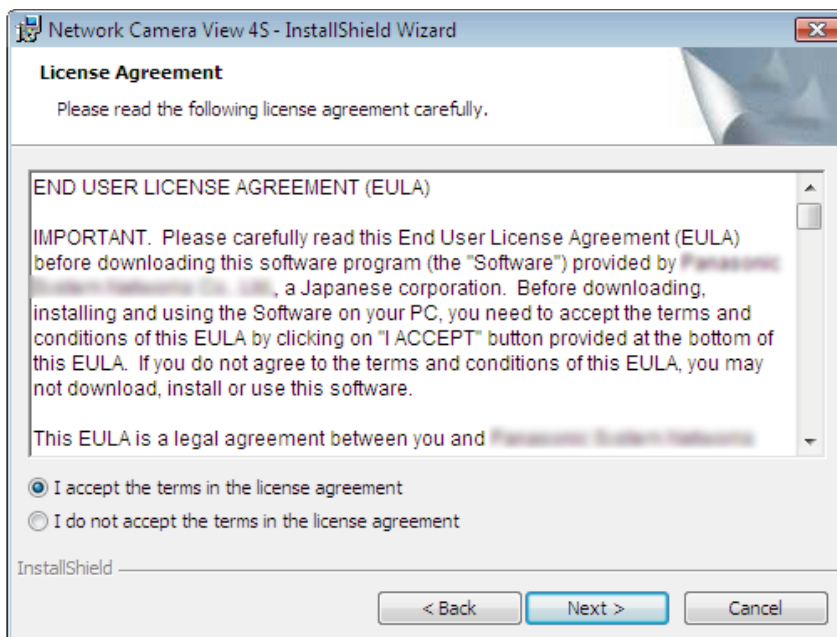 Network Camera View 4S - InstallShield Wizard
License Agreement
Please read the following license agreement carefully.
END USER LICENSE AGREEMENT (EULA)
IMPORTANT.  Please carefully read this End User License Agreement (EULA)
before downloading this software program (the "Software") provided by
, a Japanese corporation.  Before downloading,
installing and using the Software on your PC, you need to accept the terms and
conditions of this EULA by clicking on "I ACCEPT" button provided at the bottom of
this EULA.  If you do not agree to the terms and conditions of this EULA, you may
not download, install or use this software.
This EULA is a legal agreement between you and
I accept the terms in the license agreement
I do not accept the terms in the license agreement
InstallShield
< Back
Next >
Cancel